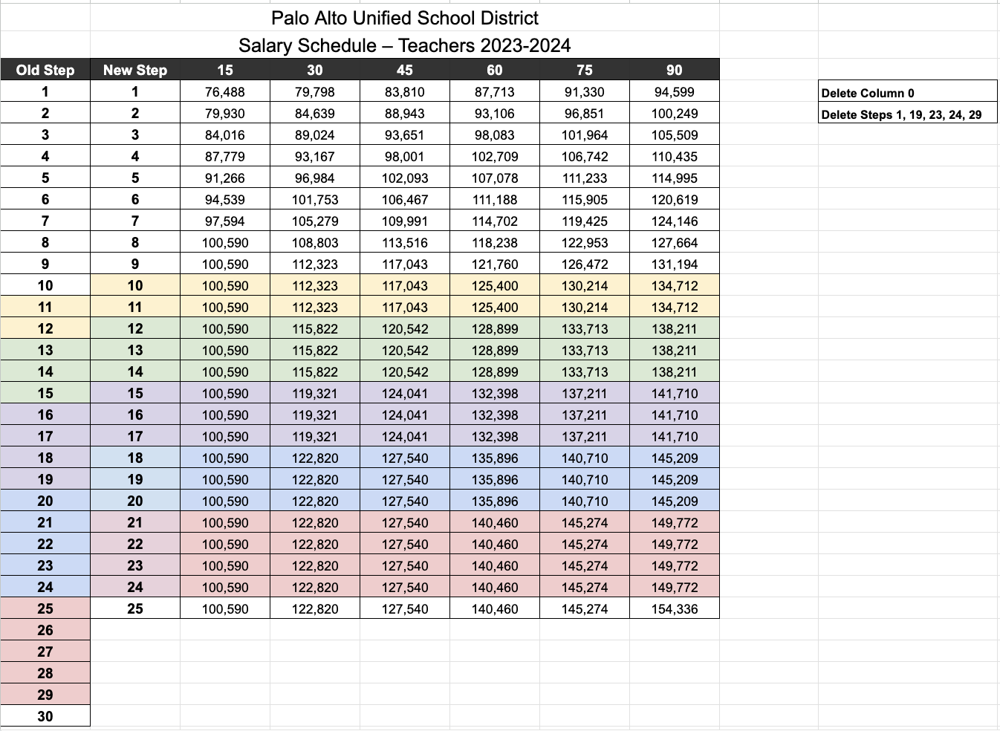 Palo Alto Unified School District
Salary Schedule – Teachers 2023-2024
Old Step New Step 15 30 45 60 75 90
1 1 76,488 79,798 83,810 87,713 91,330 94,599 Delete Column 0
2 2 79,930 84,639 88,943 93,106 96,851 100,249 Delete Steps 1, 19, 23, 24, 29
3 3 84,016 89,024 93,651 98,083 101,964 105,509
4 4 87,779 93,167 98,001 102,709 106,742 110,435
5 5 91,266 96,984 102,093 107,078 111,233 114,995
6 6 94,539 101,753 106,467 111,188 115,905 120,619
7 7 97,594 105,279 109,991 114,702 119,425 124,146
8 8 100,590 108,803 113,516 118,238 122,953 127,664
9 9 100,590 112,323 117,043 121,760 126,472 131,194
10 10 100,590 112,323 117,043 125,400 130,214 134,712
11 11 100,590 112,323 117,043 125,400 130,214 134,712
12 12 100,590 115,822 120,542 128,899 133,713 138,211
13 13 100,590 115,822 120,542 128,899 133,713 138,211
14 14 100,590 115,822 120,542 128,899 133,713 138,211
15 15 100,590 119,321 124,041 132,398 137,211 141,710
16 16 100,590 119,321 124,041 132,398 137,211 141,710
17 17 100,590 119,321 124,041 132,398 137,211 141,710
18 18 100,590 122,820 127,540 135,896 140,710 145,209
19 19 100,590 122,820 127,540 135,896 140,710 145,209
20 20 100,590 122,820 127,540 135,896 140,710 145,209
21 21 100,590 122,820 127,540 140,460 145,274 149,772
22 22 100,590 122,820 127,540 140,460 145,274 149,772
23 23 100,590 122,820 127,540 140,460 145,274 149,772
24 24 100,590 122,820 127,540 140,460 145,274 149,772
25 25 100,590 122,820 127,540 140,460 145,274 154,336
26
27
28
29
30